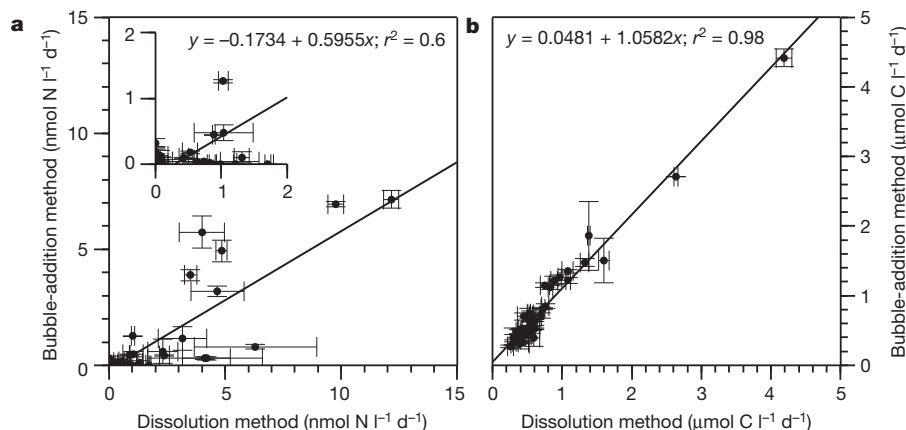 a
y = –0.1734 + 0.5955x; r² = 0.6
Bubble-addition method (nmol N l⁻¹ d⁻¹)
15
10
5
0
2
1
0
0 1 2
0 5 10 15
Dissolution method (nmol N l⁻¹ d⁻¹)
b
y = 0.0481 + 1.0582x; r² = 0.98
5
4
3
2
1
0
Bubble-addition method (μmol C l⁻¹ d⁻¹)
0 1 2 3 4 5
Dissolution method (μmol C l⁻¹ d⁻¹)